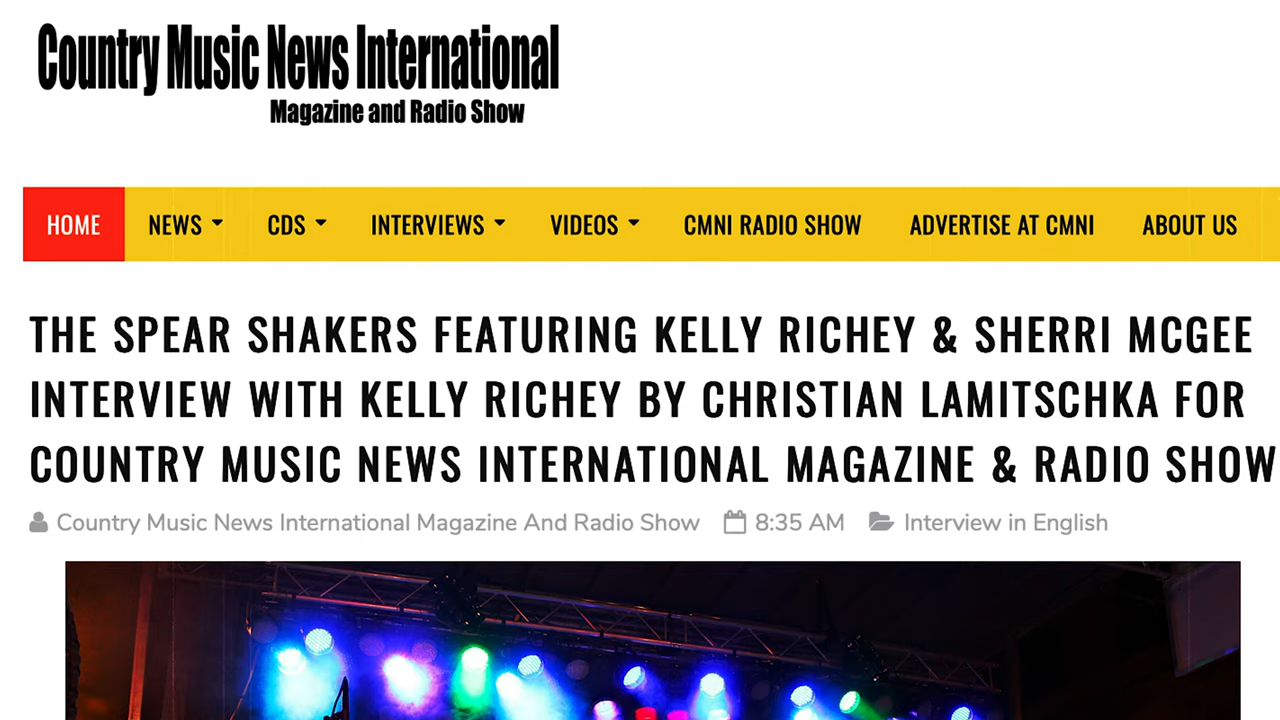 Country Music News International
Magazine and Radio Show
HOME NEWS CDS INTERVIEWS VIDEOS CMNI RADIO SHOW ADVERTISE AT CMNI ABOUT US
THE SPEAR SHAKERS FEATURING KELLY RICHEY & SHERRI MCGEE
INTERVIEW WITH KELLY RICHEY BY CHRISTIAN LAMITSCHKA FOR
COUNTRY MUSIC NEWS INTERNATIONAL MAGAZINE & RADIO SHOW
Country Music News International Magazine And Radio Show 8:35 AM Interview in English